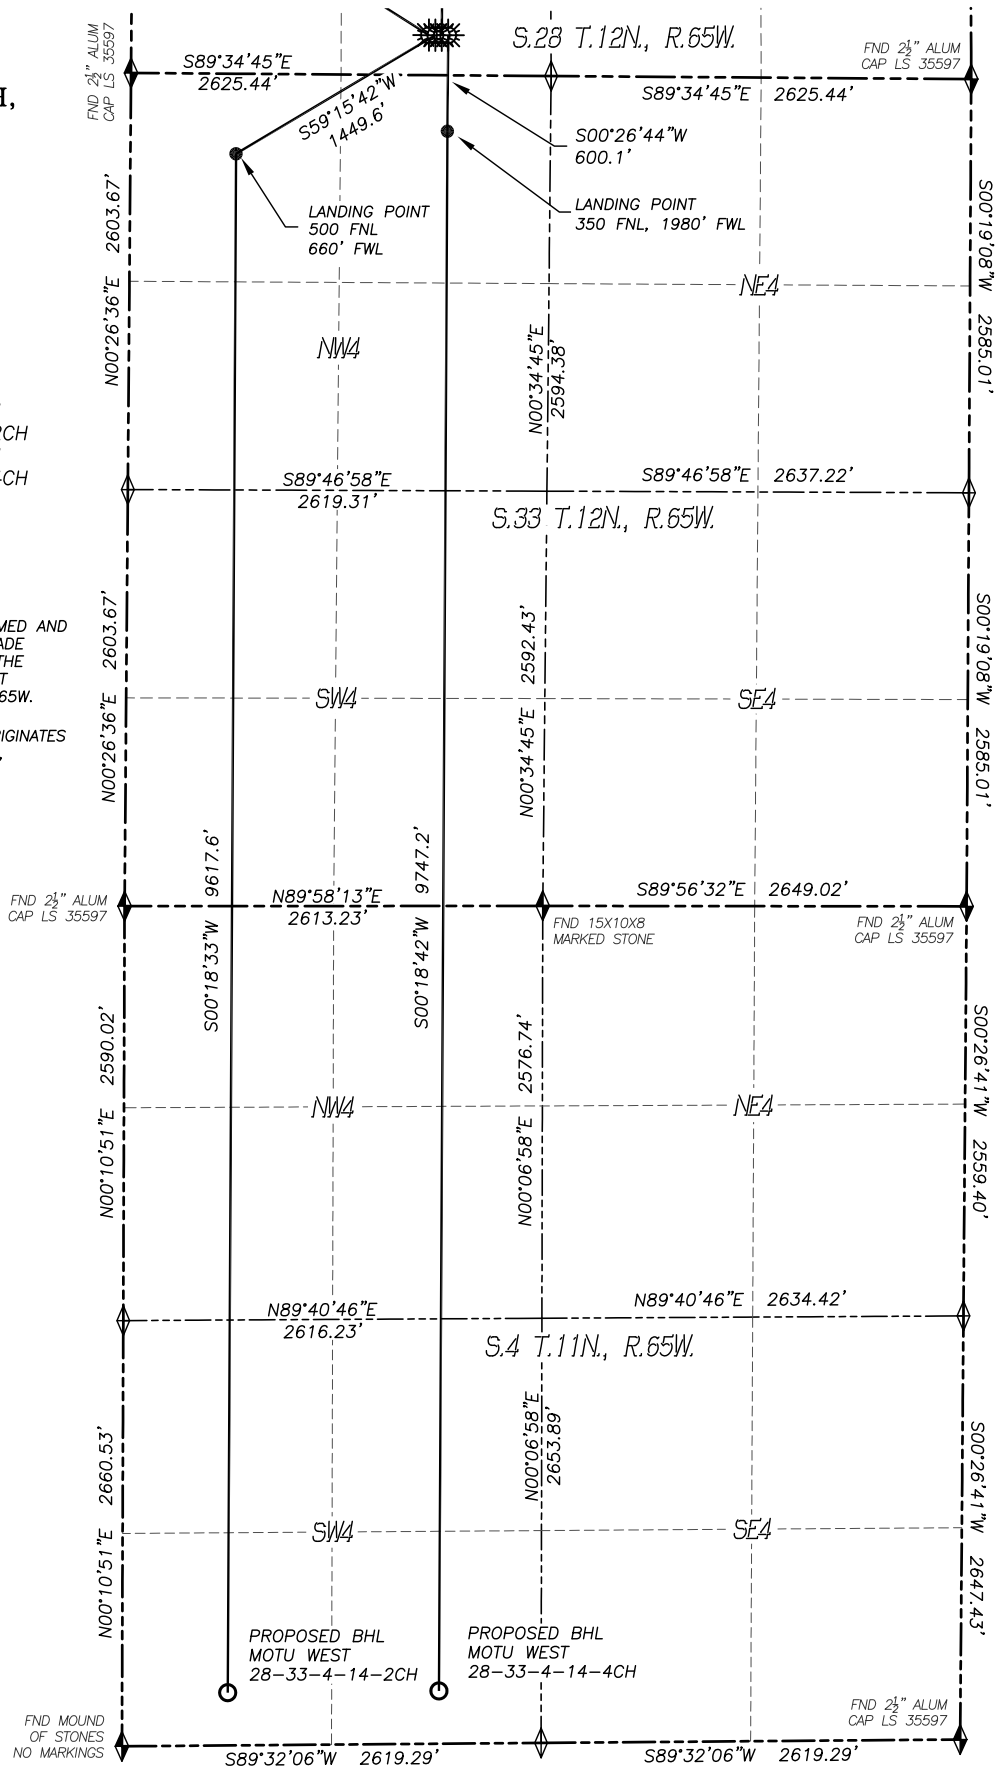 S.28 T.12N., R.65W.
FND 2½" ALUM
CAP LS 35597
FND 2½" ALUM
CAP LS 35597
S89°34'45"E
2625.44'
S89°34'45"E 2625.44'
H,
S59°15'42"W
1449.6'
S00°26'44"W
600.1'
LANDING POINT
500 FNL
660' FWL
LANDING POINT
350 FNL, 1980' FWL
N00°26'36"E 2603.67'
S00°19'08"W 2585.01'
NE4
NW4
N00°34'45"E
2594.38'
2CH
4CH
S89°46'58"E
2619.31'
S89°46'58"E 2637.22'
S.33 T.12N., R.65W.
MED AND
ADE
THE
T
65W.
RIGINATES
N00°26'36"E 2603.67'
N00°34'45"E 2592.43'
S00°19'08"W 2585.01'
SW4
SE4
S00°18'33"W 9617.6'
S00°18'42"W 9747.2'
FND 2½" ALUM
CAP LS 35597
N89°58'13"E
2613.23'
S89°56'32"E 2649.02'
FND 15X10X8
MARKED STONE
FND 2½" ALUM
CAP LS 35597
N00°10'51"E 2590.02'
N00°06'58"E 2576.74'
S00°26'41"W 2559.40'
NW4
NE4
N89°40'46"E
2616.23'
N89°40'46"E 2634.42'
S.4 T.11N., R.65W.
N00°10'51"E 2660.53'
N00°06'58"E
2653.89'
S00°26'41"W 2647.43'
SW4
SE4
PROPOSED BHL
MOTU WEST
28-33-4-14-2CH
PROPOSED BHL
MOTU WEST
28-33-4-14-4CH
FND MOUND
OF STONES
NO MARKINGS
FND 2½" ALUM
CAP LS 35597
S89°32'06"W 2619.29'
S89°32'06"W 2619.29'